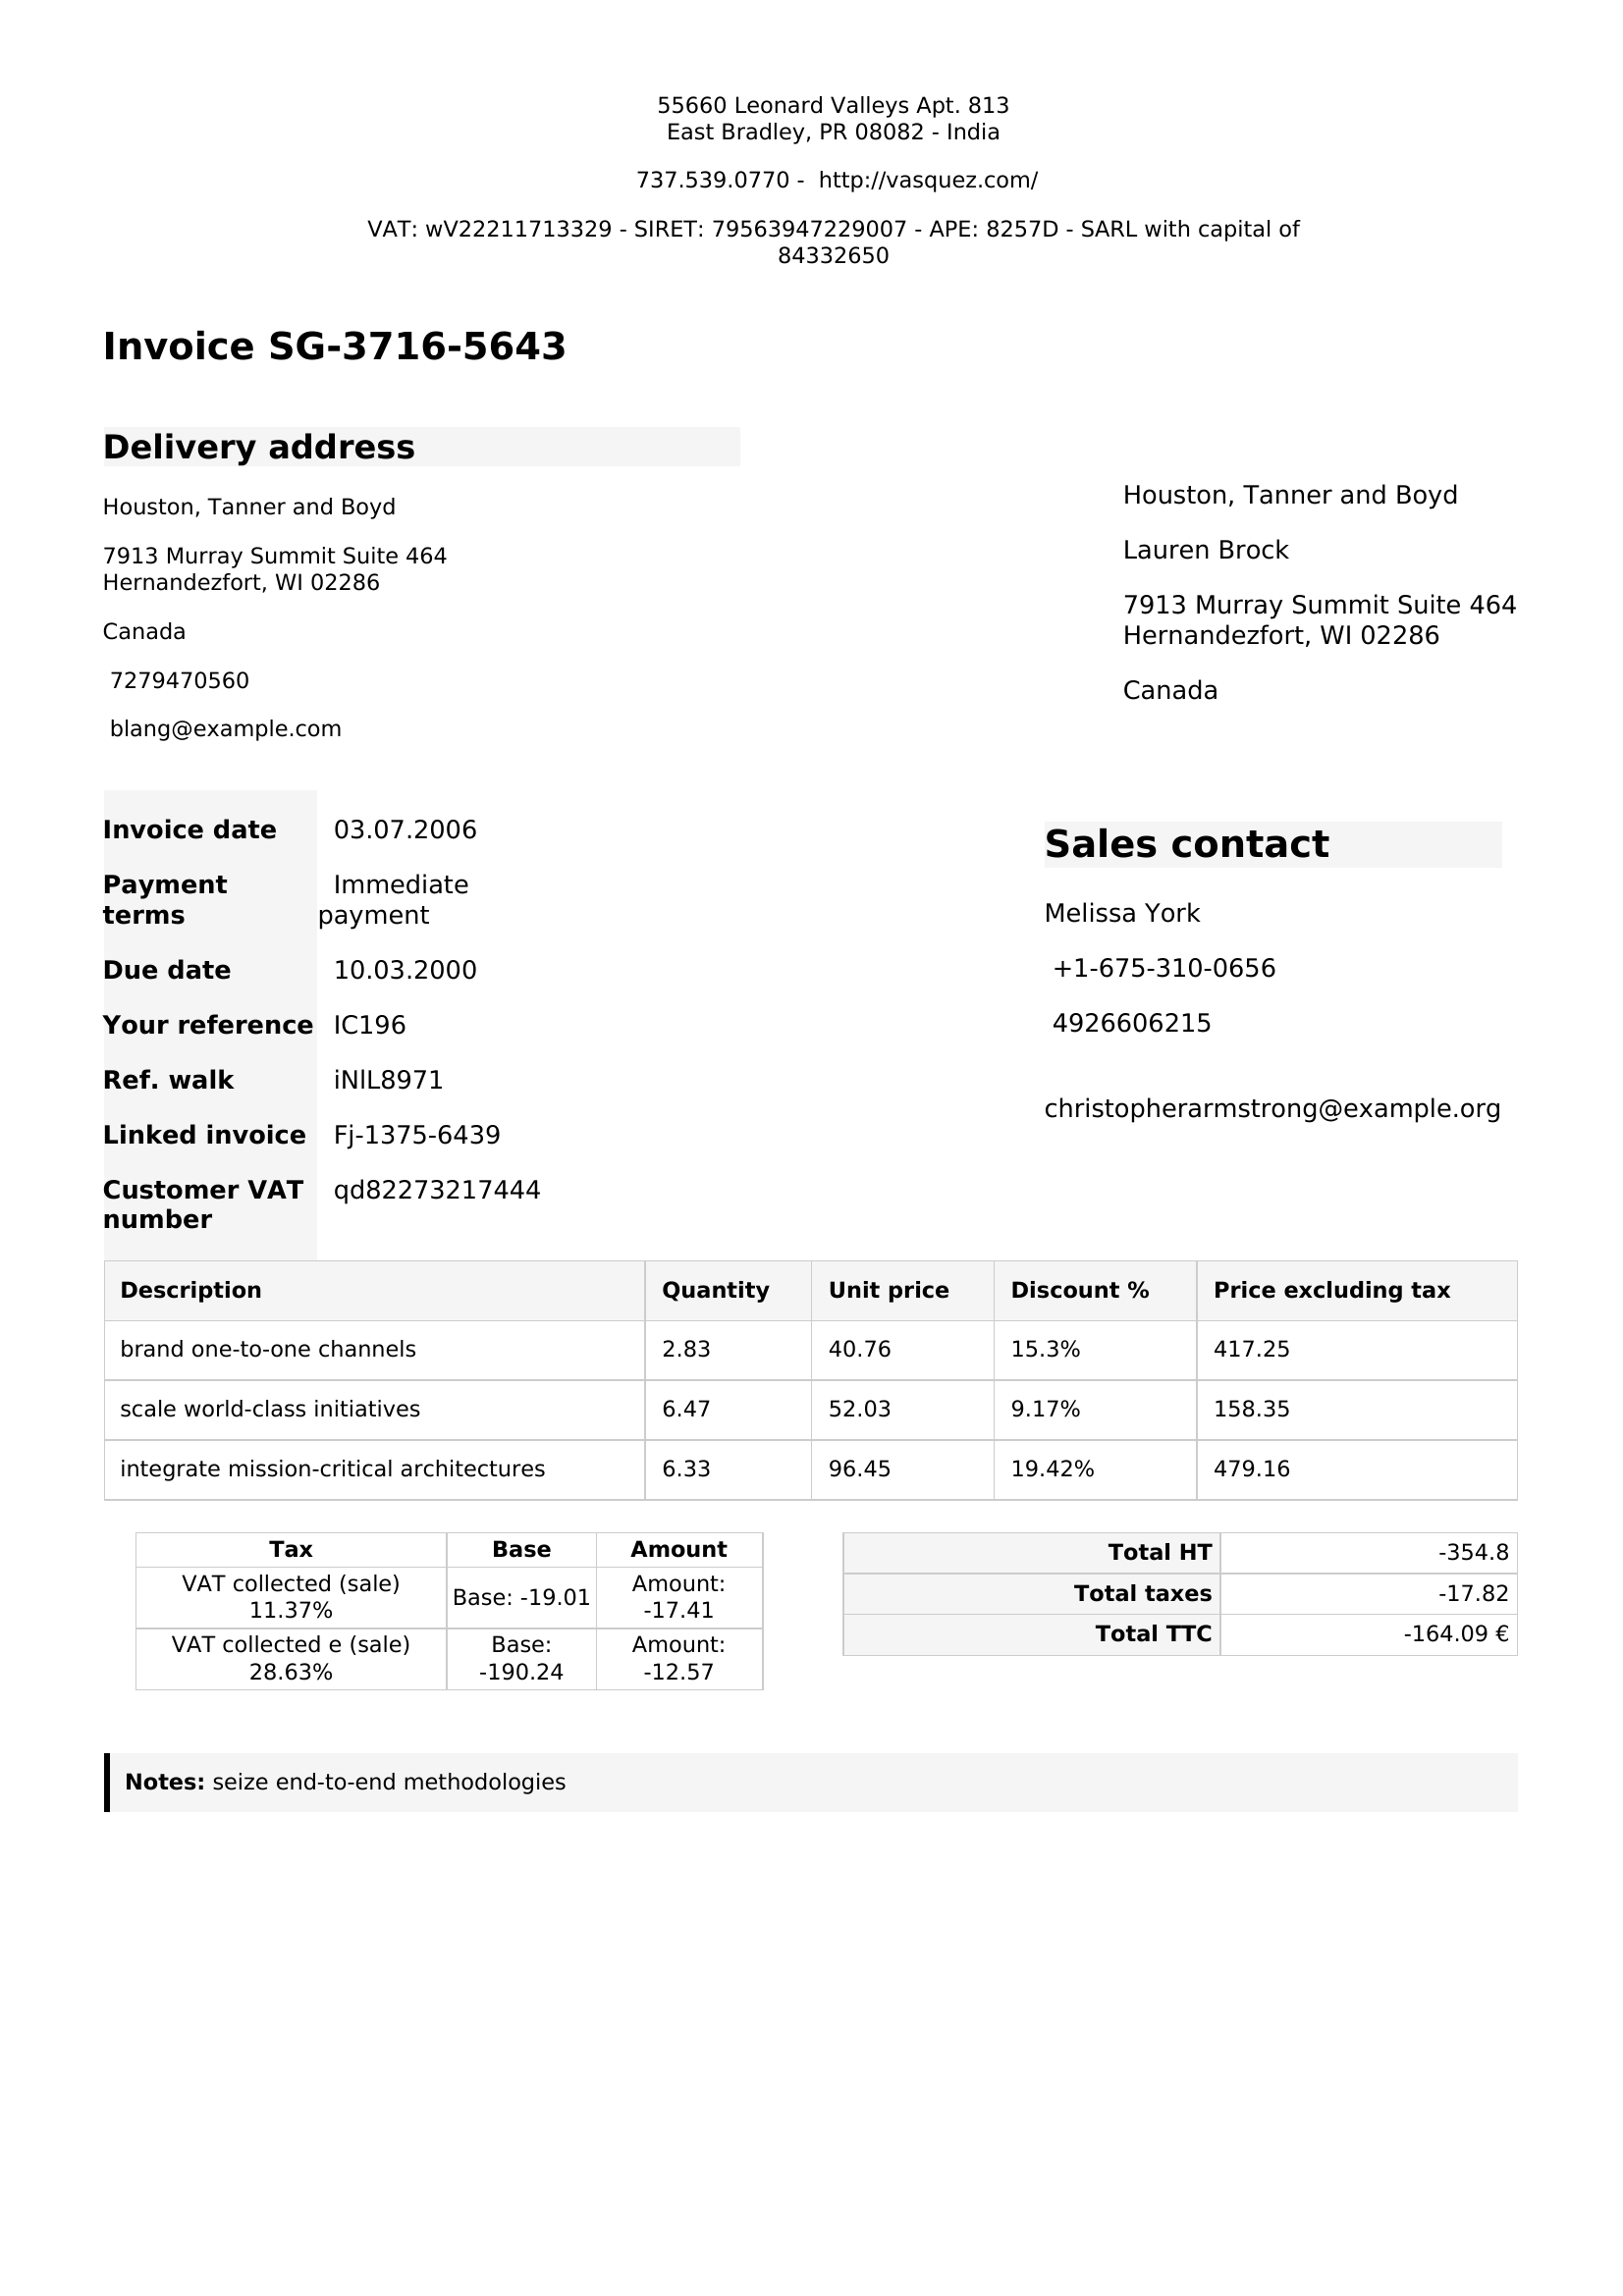 55660 Leonard Valleys Apt. 813
East Bradley, PR 08082 - India
737.539.0770 - http://vasquez.com/
VAT: wV22211713329 - SIRET: 79563947229007 - APE: 8257D - SARL with capital of
84332650
Invoice SG-3716-5643
Delivery address
Houston, Tanner and Boyd
7913 Murray Summit Suite 464
Hernandezfort, WI 02286
Canada
7279470560
blang@example.com
Houston, Tanner and Boyd
Lauren Brock
7913 Murray Summit Suite 464
Hernandezfort, WI 02286
Canada
Invoice date 03.07.2006
Payment Immediate
terms payment
Due date 10.03.2000
Your reference IC196
Ref. walk iNlL8971
Linked invoice Fj-1375-6439
Customer VAT qd82273217444
number
Sales contact
Melissa York
+1-675-310-0656
4926606215
christopherarmstrong@example.org
Description Quantity Unit price Discount % Price excluding tax
brand one-to-one channels 2.83 40.76 15.3% 417.25
scale world-class initiatives 6.47 52.03 9.17% 158.35
integrate mission-critical architectures 6.33 96.45 19.42% 479.16
Tax Base Amount
VAT collected (sale) Base: -19.01 Amount:
11.37% -17.41
VAT collected e (sale) Base: Amount:
28.63% -190.24 -12.57
Total HT -354.8
Total taxes -17.82
Total TTC -164.09 €
Notes: seize end-to-end methodologies